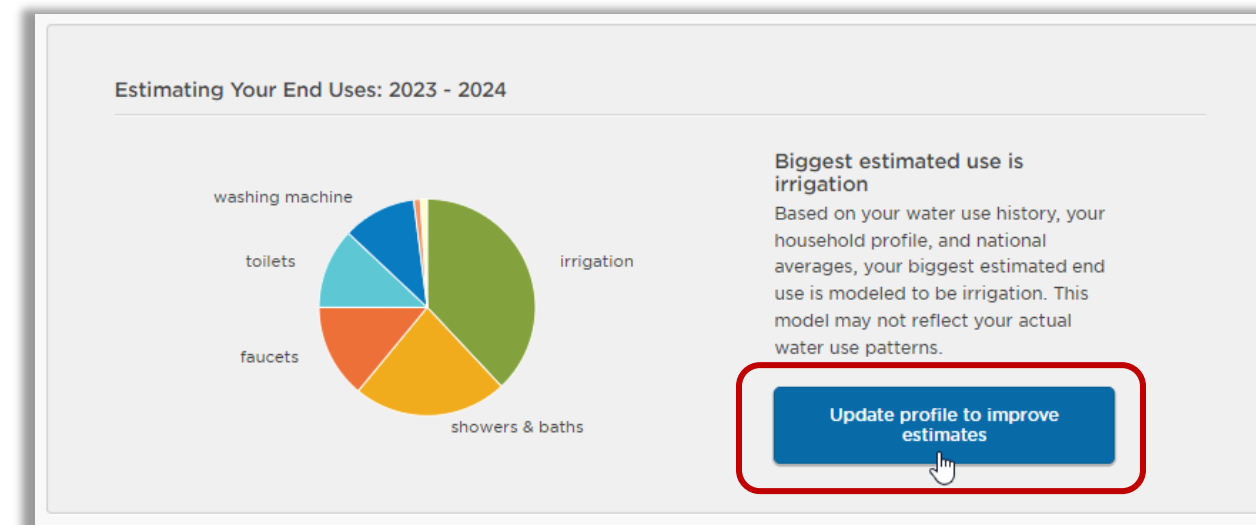 Estimating Your End Uses: 2023 - 2024
washing machine
toilets
faucets
irrigation
showers & baths
Biggest estimated use is
irrigation
Based on your water use history, your
household profile, and national
averages, your biggest estimated end
use is modeled to be irrigation. This
model may not reflect your actual
water use patterns.
Update profile to improve
estimates